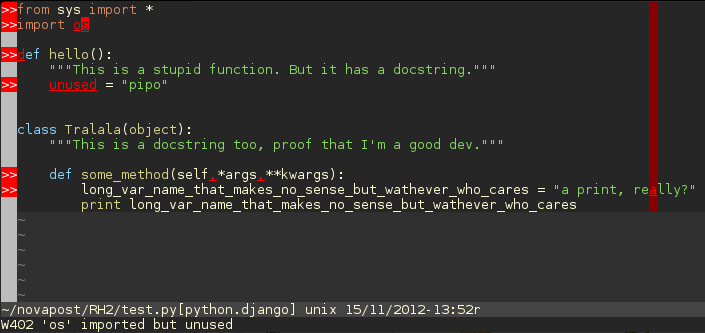 >>from sys import *
>>import os
>>def hello():
    """This is a stupid function. But it has a docstring."""
>>    unused = "pipo"
class Tralala(object):
    """This is a docstring too, proof that I'm a good dev."""
>>    def some_method(self,*args,**kwargs):
>>        long_var_name_that_makes_no_sense_but_wathever_who_cares = "a print, really?"
        print long_var_name_that_makes_no_sense_but_wathever_who_cares
~
~
~
~
~
~/novapost/RH2/test.py[python.django] unix 15/11/2012-13:52r
W402 'os' imported but unused